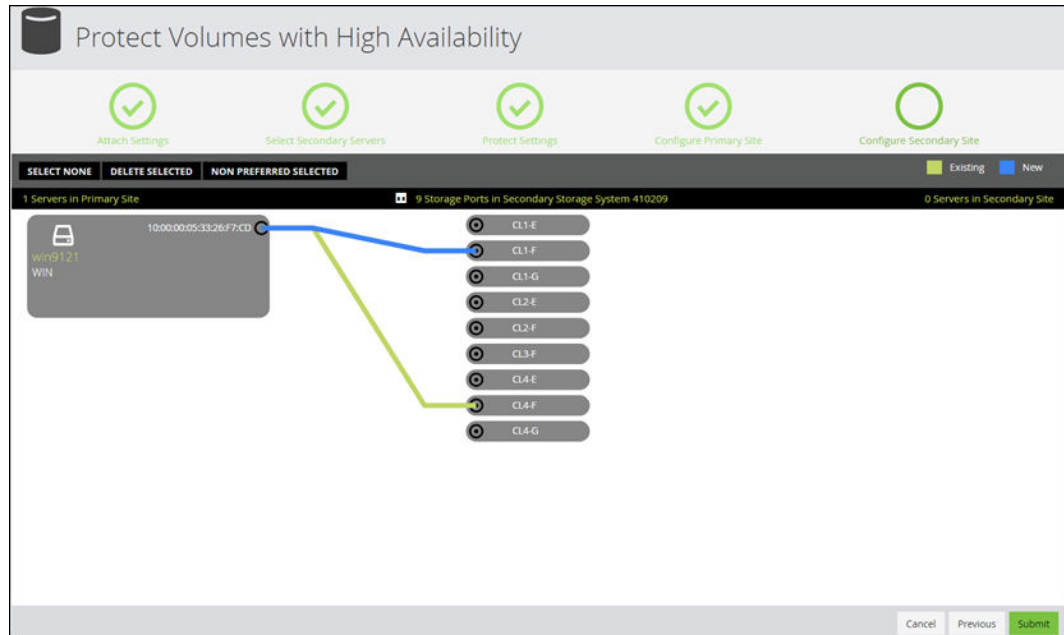 Protect Volumes with High Availability
Attach Settings
Select Secondary Servers
Protect Settings
Configure Primary Site
Configure Secondary Site
SELECT NONE
DELETE SELECTED
NON PREFERRED SELECTED
Existing
New
1 Servers in Primary Site
9 Storage Ports in Secondary Storage System 410209
0 Servers in Secondary Site
10:00:00:05:33:26:F7:CD
win9121
WIN
CL1-E
CL1-F
CL1-G
CL2-E
CL2-F
CL3-F
CL4-E
CL4-F
CL4-G
Cancel
Previous
Submit